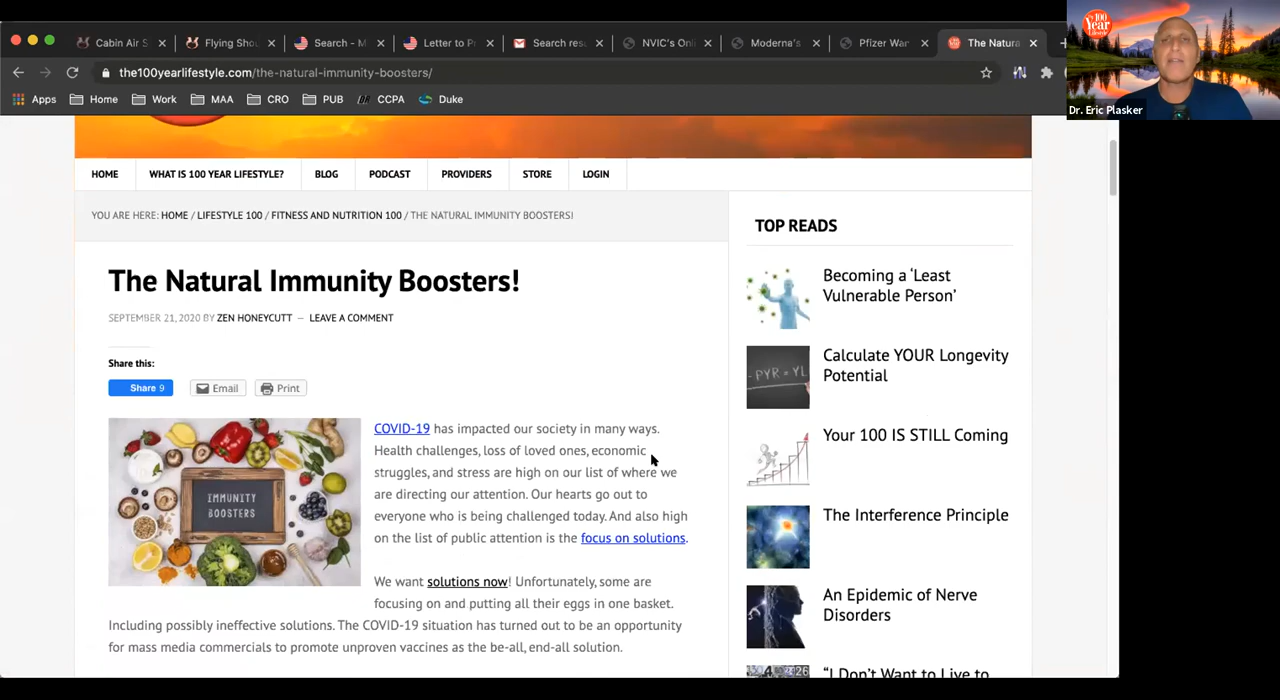 Cabin Air S
Flying Shou
Search - M
Letter to P
Search resu
NVIC's Onl
Moderna's
Pfizer Wan
The Natura
the100yearlifestyle.com/the-natural-immunity-boosters/
Apps
Home
Work
MAA
CRO
PUB
CCPA
Duke
100
Year
Dr. Eric Plasker
HOME
WHAT IS 100 YEAR LIFESTYLE?
BLOG
PODCAST
PROVIDERS
STORE
LOGIN
YOU ARE HERE: HOME / LIFESTYLE 100 / FITNESS AND NUTRITION 100 / THE NATURAL IMMUNITY BOOSTERS!
The Natural Immunity Boosters!
SEPTEMBER 21, 2020 BY ZEN HONEYCUTT — LEAVE A COMMENT
Share this:
Share 9
Email
Print
IMMUNITY
BOOSTERS
COVID-19 has impacted our society in many ways.
Health challenges, loss of loved ones, economic
struggles, and stress are high on our list of where we
are directing our attention. Our hearts go out to
everyone who is being challenged today. And also high
on the list of public attention is the focus on solutions.
We want solutions now! Unfortunately, some are
focusing on and putting all their eggs in one basket.
Including possibly ineffective solutions. The COVID-19 situation has turned out to be an opportunity
for mass media commercials to promote unproven vaccines as the be-all, end-all solution.
TOP READS
Becoming a ‘Least
Vulnerable Person’
-PYR = YL
Calculate YOUR Longevity
Potential
Your 100 IS STILL Coming
The Interference Principle
An Epidemic of Nerve
Disorders
“I Don’t Want to Live to